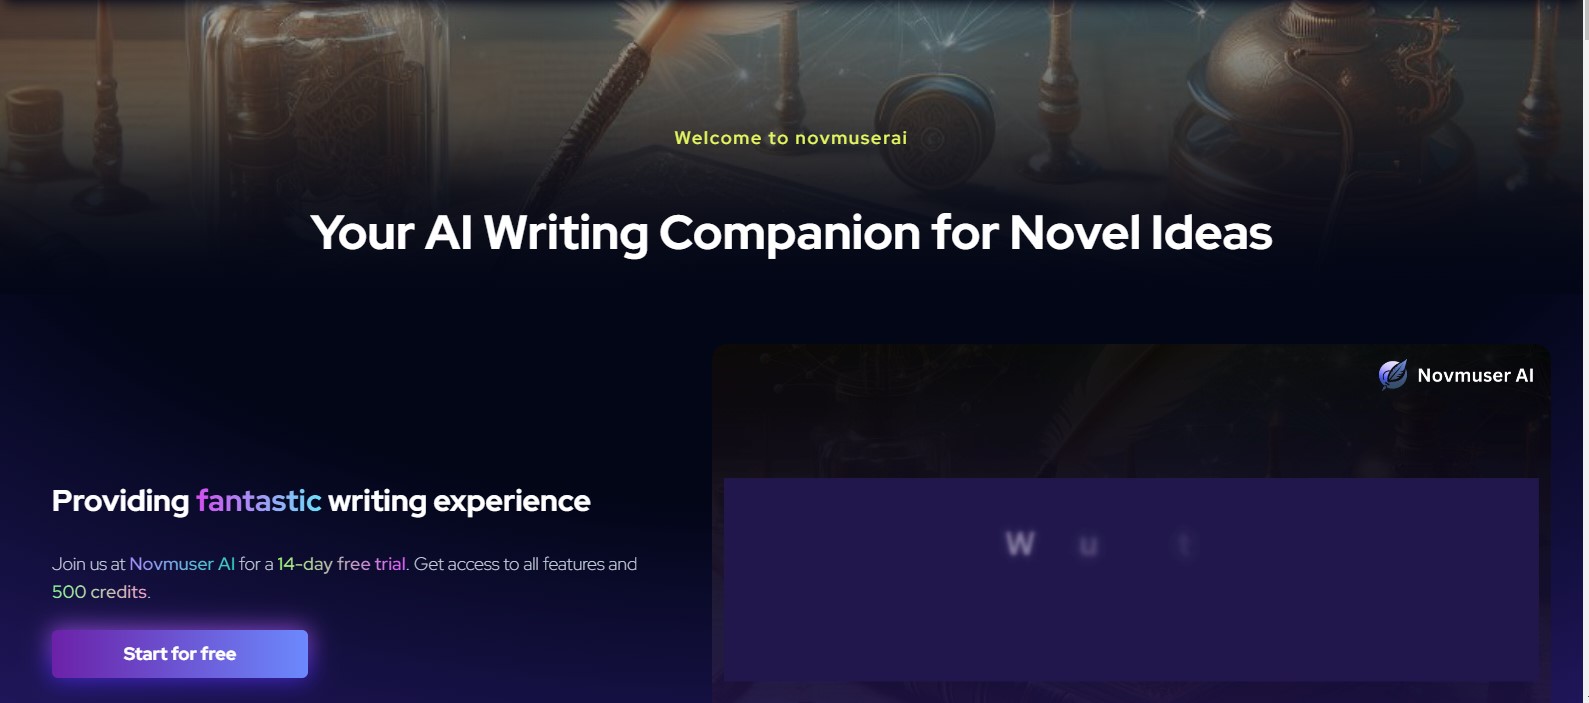 Welcome to novmuserai
Your AI Writing Companion for Novel Ideas
Novmuser AI
Providing fantastic writing experience
Join us at Novmuser AI for a 14-day free trial. Get access to all features and
500 credits.
W u t
Start for free